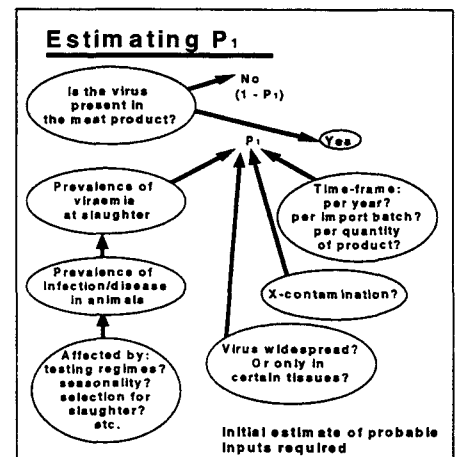 Estimating P1
Is the virus
present in
the meat product?
No
(1 - P1)
Yes
P1
Prevalence of
viraemia
at slaughter
Time-frame:
per year?
per import batch?
per quantity
of product?
Prevalence of
infection/disease
in animals
X-contamination?
Affected by:
testing regimes?
seasonality?
selection for
slaughter?
etc.
Virus widespread?
Or only in
certain tissues?
Initial estimate of probable
inputs required